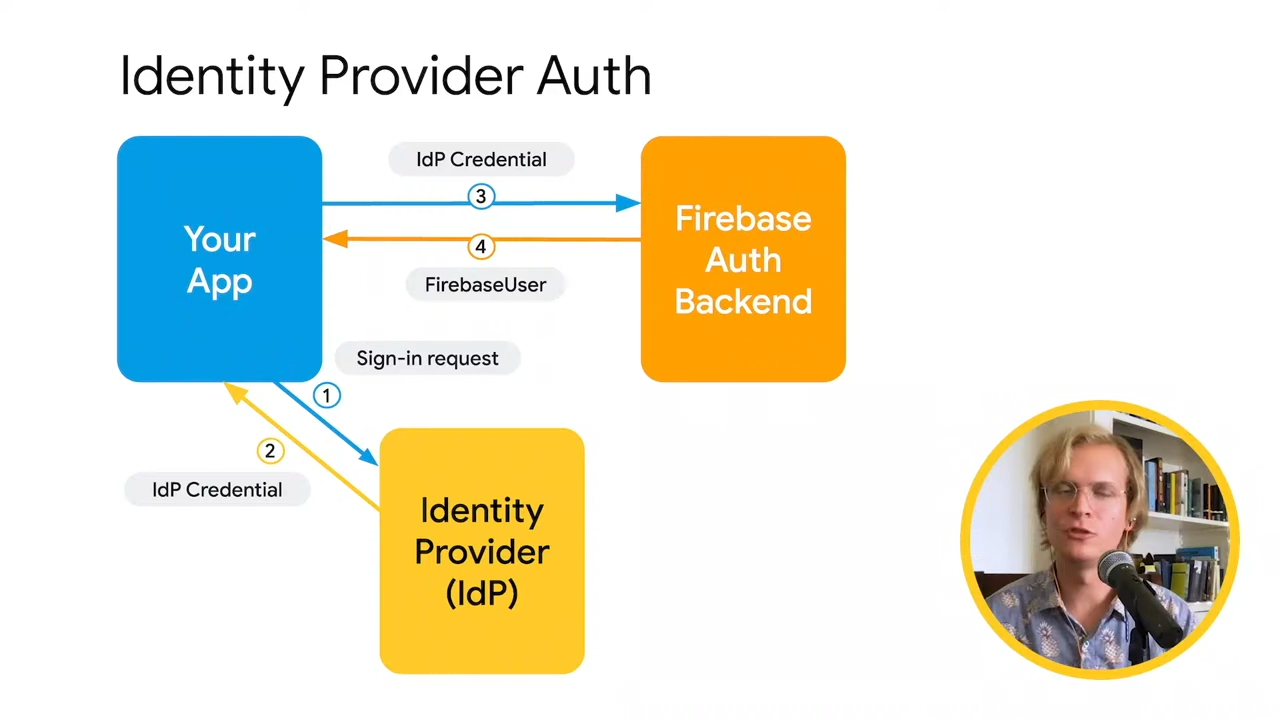 Identity Provider Auth
IdP Credential
3
Your
App
Firebase
Auth
Backend
4
FirebaseUser
Sign-in request
1
2
IdP Credential
Identity
Provider
(IdP)